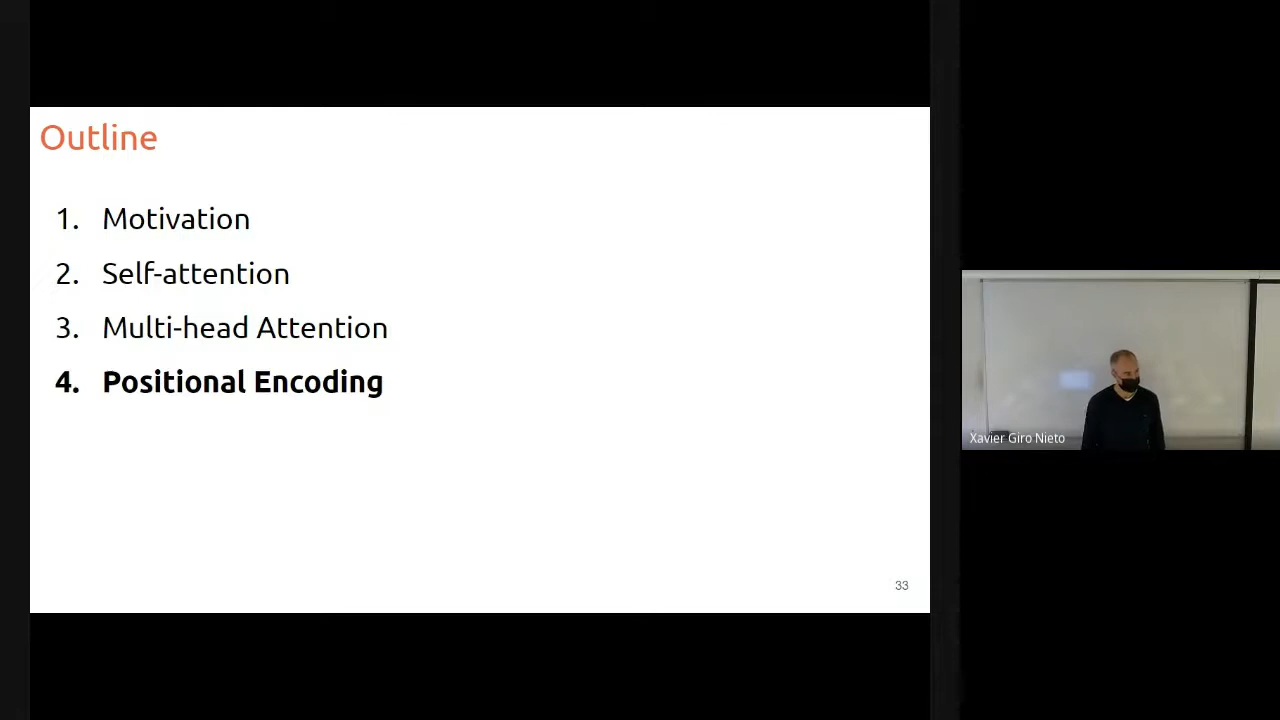 Outline
1. Motivation
2. Self-attention
3. Multi-head Attention
4. Positional Encoding
33
Xavier Giro Nieto